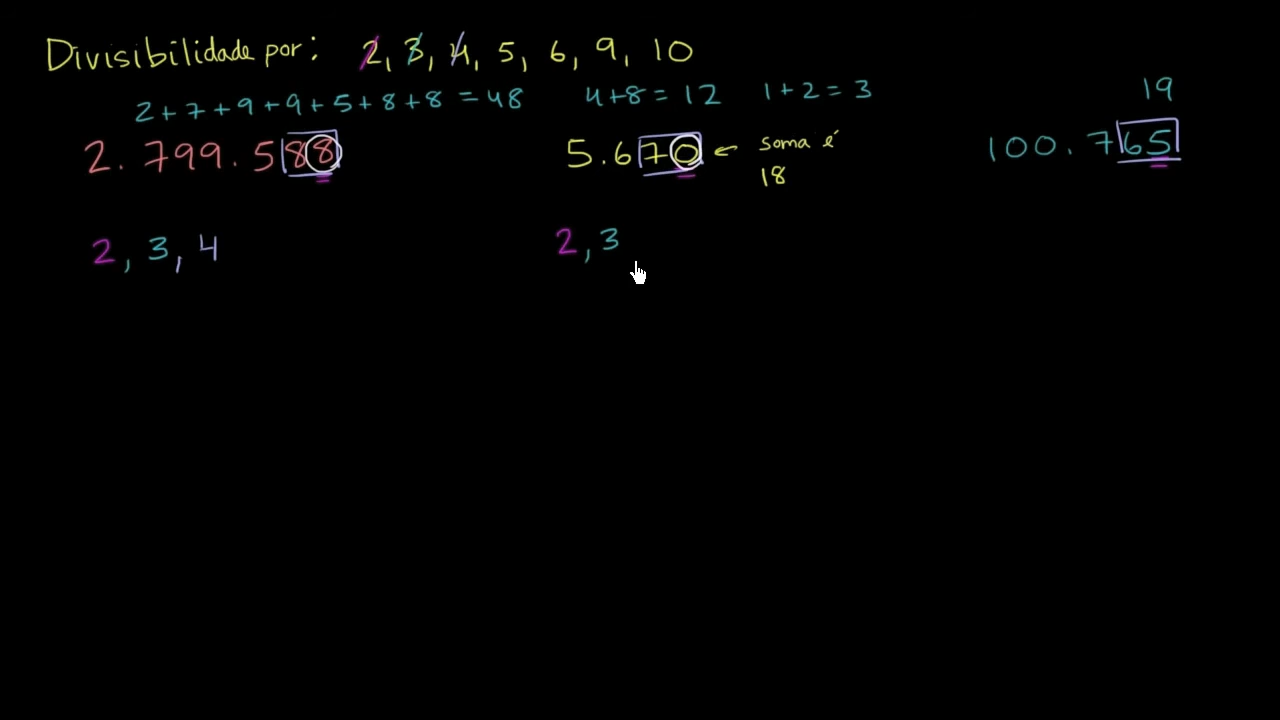 Divisibilidade por: 2, 3, 4, 5, 6, 9, 10
2+7+9+9+5+8+8 = 48 4+8 = 12 1+2 = 3 19
2.799.588 5.670 ← soma é 18 100.765
2, 3, 4 2, 3